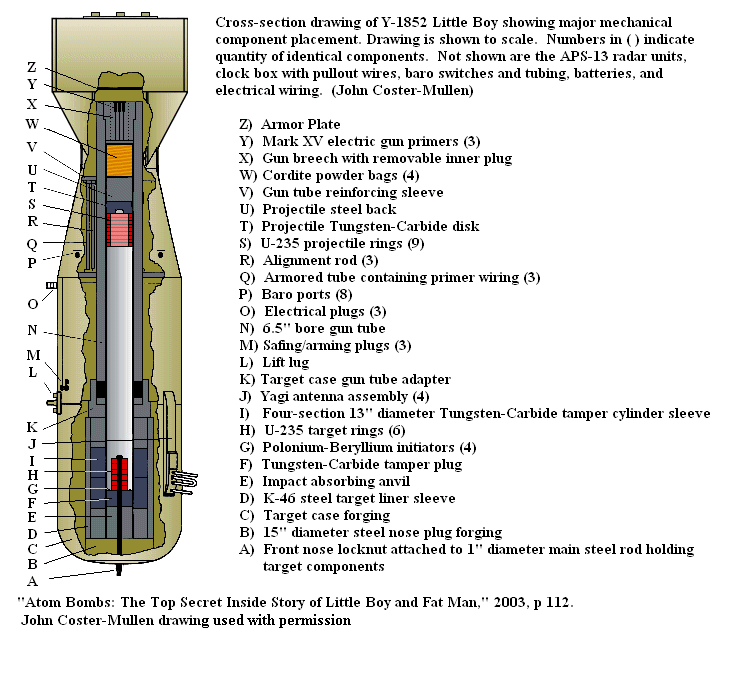 Cross-section drawing of Y-1852 Little Boy showing major mechanical
component placement. Drawing is shown to scale. Numbers in ( ) indicate
quantity of identical components. Not shown are the APS-13 radar units,
clock box with pullout wires, baro switches and tubing, batteries, and
electrical wiring. (John Coster-Mullen)
Z
Y
X
W
V
U
T
S
R
Q
P
O
N
M
L
K
J
I
H
G
F
E
D
C
B
A
Z) Armor Plate
Y) Mark XV electric gun primers (3)
X) Gun breech with removable inner plug
W) Cordite powder bags (4)
V) Gun tube reinforcing sleeve
U) Projectile steel back
T) Projectile Tungsten-Carbide disk
S) U-235 projectile rings (9)
R) Alignment rod (3)
Q) Armored tube containing primer wiring (3)
P) Baro ports (8)
O) Electrical plugs (3)
N) 6.5" bore gun tube
M) Safing/arming plugs (3)
L) Lift lug
K) Target case gun tube adapter
J) Yagi antenna assembly (4)
I) Four-section 13" diameter Tungsten-Carbide tamper cylinder sleeve
H) U-235 target rings (6)
G) Polonium-Beryllium initiators (4)
F) Tungsten-Carbide tamper plug
E) Impact absorbing anvil
D) K-46 steel target liner sleeve
C) Target case forging
B) 15" diameter steel nose plug forging
A) Front nose locknut attached to 1" diameter main steel rod holding
target components
"Atom Bombs: The Top Secret Inside Story of Little Boy and Fat Man," 2003, p 112.
John Coster-Mullen drawing used with permission